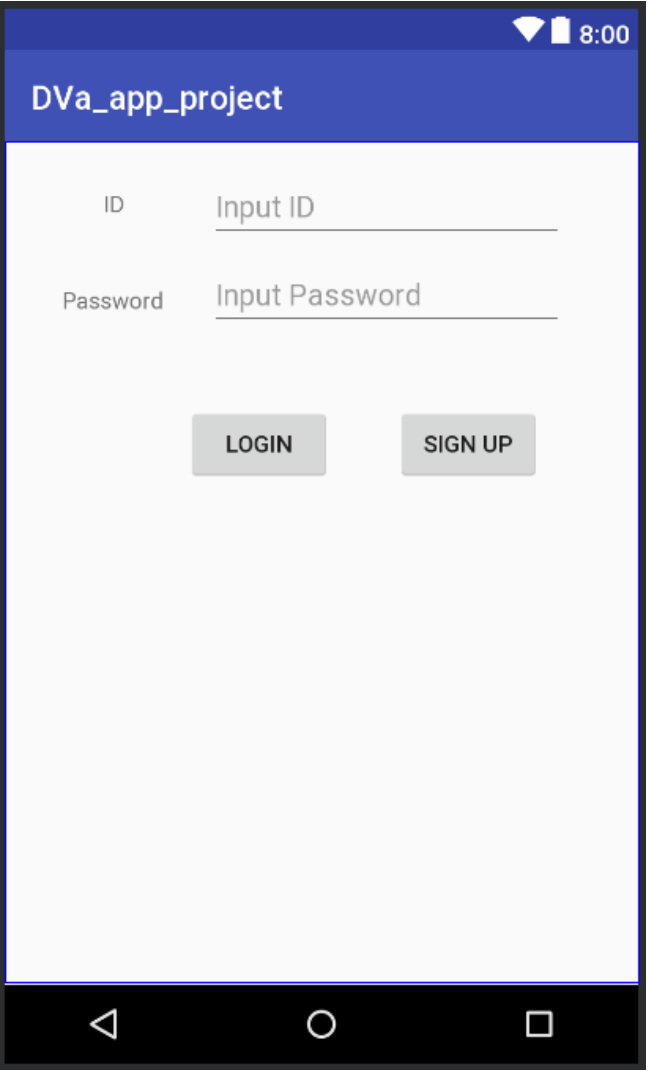 8:00
DVa_app_project
ID Input ID
Password Input Password
LOGIN SIGN UP